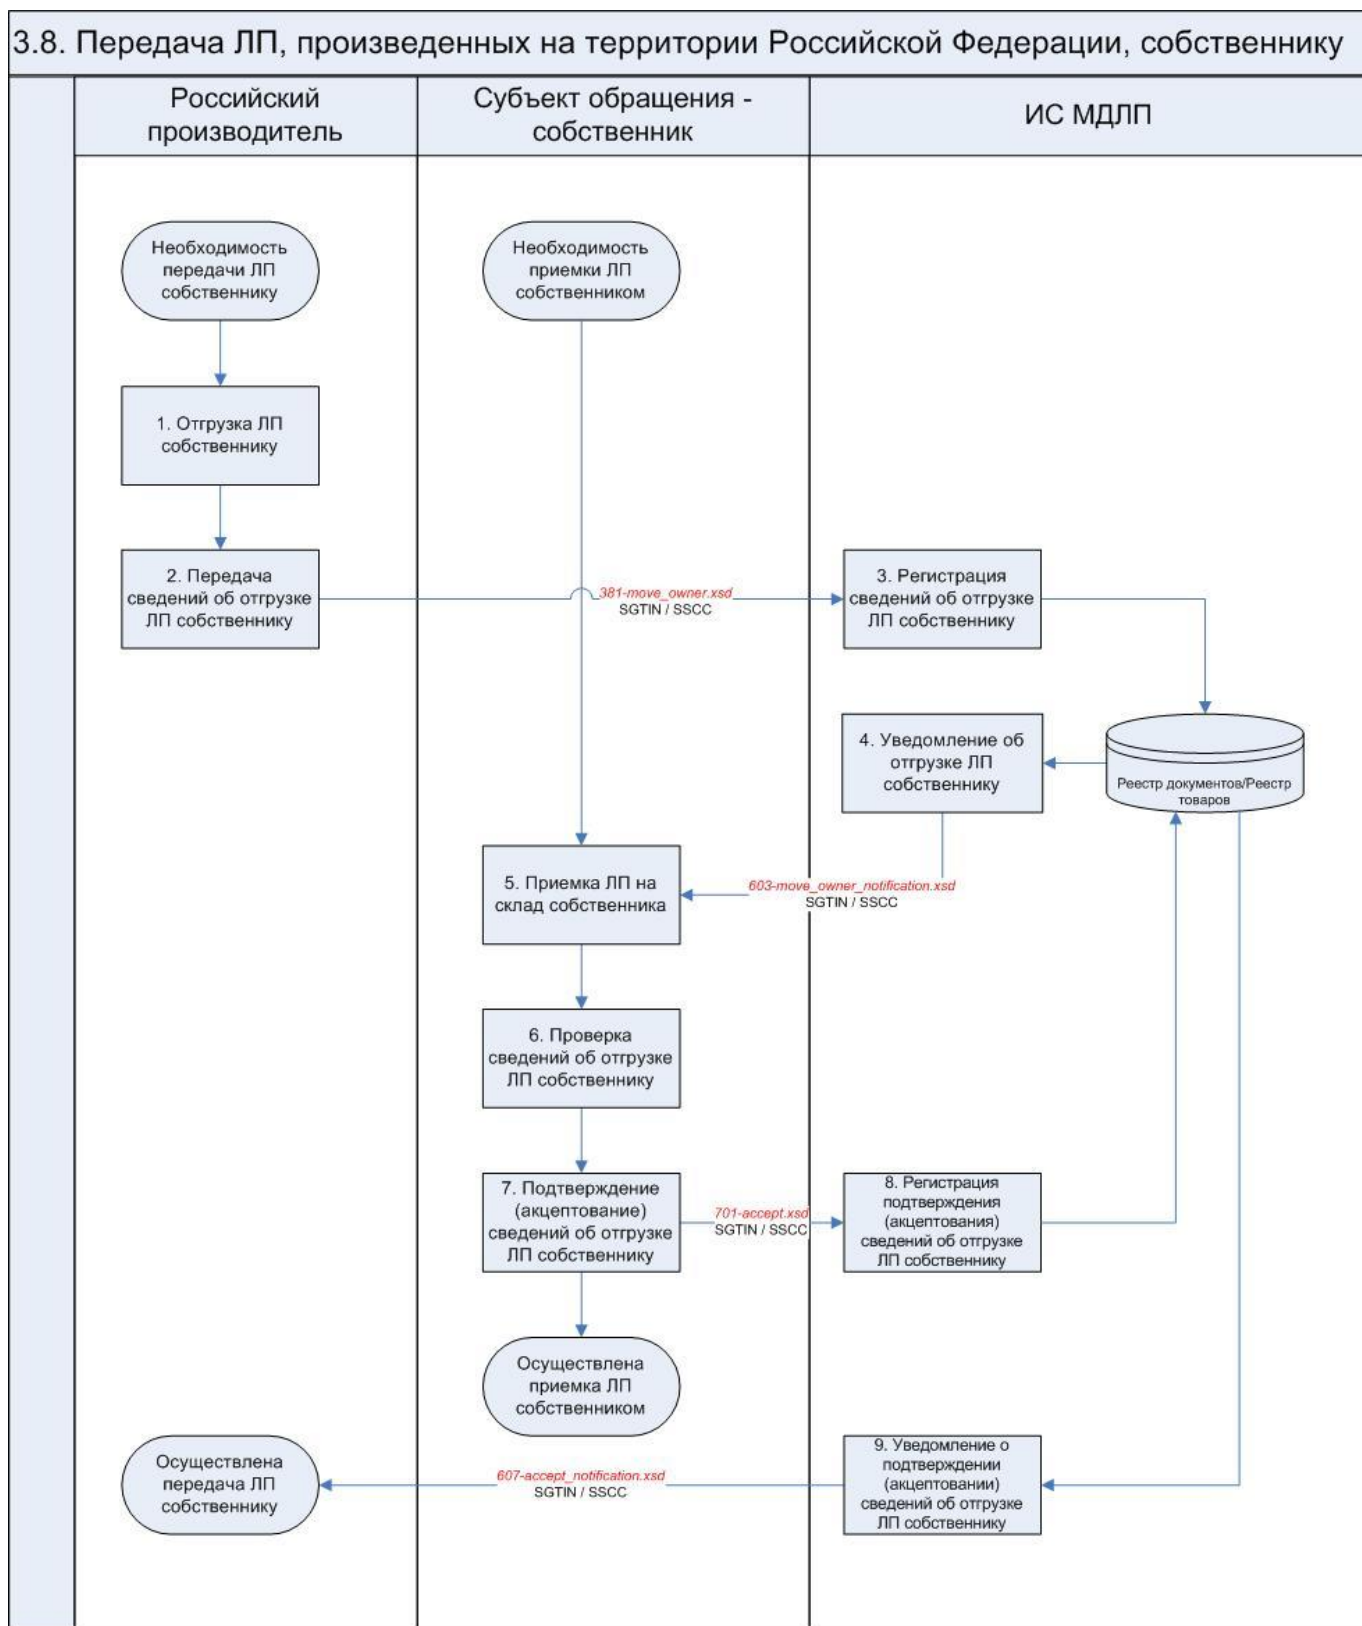 3.8. Передача ЛП, произведенных на территории Российской Федерации, собственнику
Российский
производитель
Субъект обращения -
собственник
ИС МДЛП
Необходимость
передачи ЛП
собственнику
Необходимость
приемки ЛП
собственником
1. Отгрузка ЛП
собственнику
2. Передача
сведений об отгрузке
ЛП собственнику
381-move_owner.xsd
SGTIN / SSCC
3. Регистрация
сведений об отгрузке
ЛП собственнику
4. Уведомление об
отгрузке ЛП
собственнику
Реестр документов/Реестр
товаров
5. Приемка ЛП на
склад собственника
603-move_owner_notification.xsd
SGTIN / SSCC
6. Проверка
сведений об отгрузке
ЛП собственнику
7. Подтверждение
(акцептование)
сведений об отгрузке
ЛП собственнику
701-accept.xsd
SGTIN / SSCC
8. Регистрация
подтверждения
(акцептования)
сведений об отгрузке
ЛП собственнику
Осуществлена
приемка ЛП
собственником
Осуществлена
передача ЛП
собственнику
607-accept_notification.xsd
SGTIN / SSCC
9. Уведомление о
подтверждении
(акцептовании)
сведений об отгрузке
ЛП собственнику